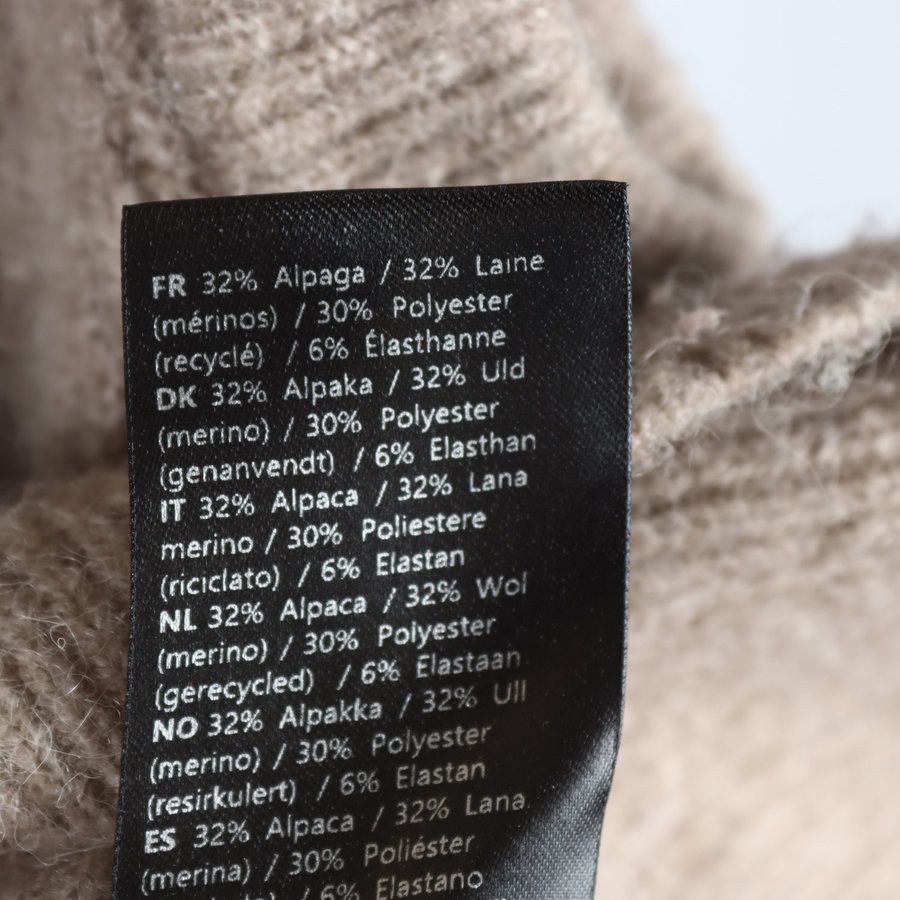 FR 32% Alpaga / 32% Laine
(mérinos) / 30% Polyester
(recyclé) / 6% Élasthanne
DK 32% Alpaka / 32% Uld
(merino) / 30% Polyester
(genanvendt) / 6% Elasthan
IT 32% Alpaca / 32% Lana
merino / 30% Poliestere
(riciclato) / 6% Elastan
NL 32% Alpaca / 32% Wol
(merino) / 30% Polyester
(gerecycled) / 6% Elastaan
NO 32% Alpakka / 32% Ull
(merino) / 30% Polyester
(resirkulert) / 6% Elastan
ES 32% Alpaca / 32% Lana
(merina) / 30% Poliéster
/ 6% Elastano